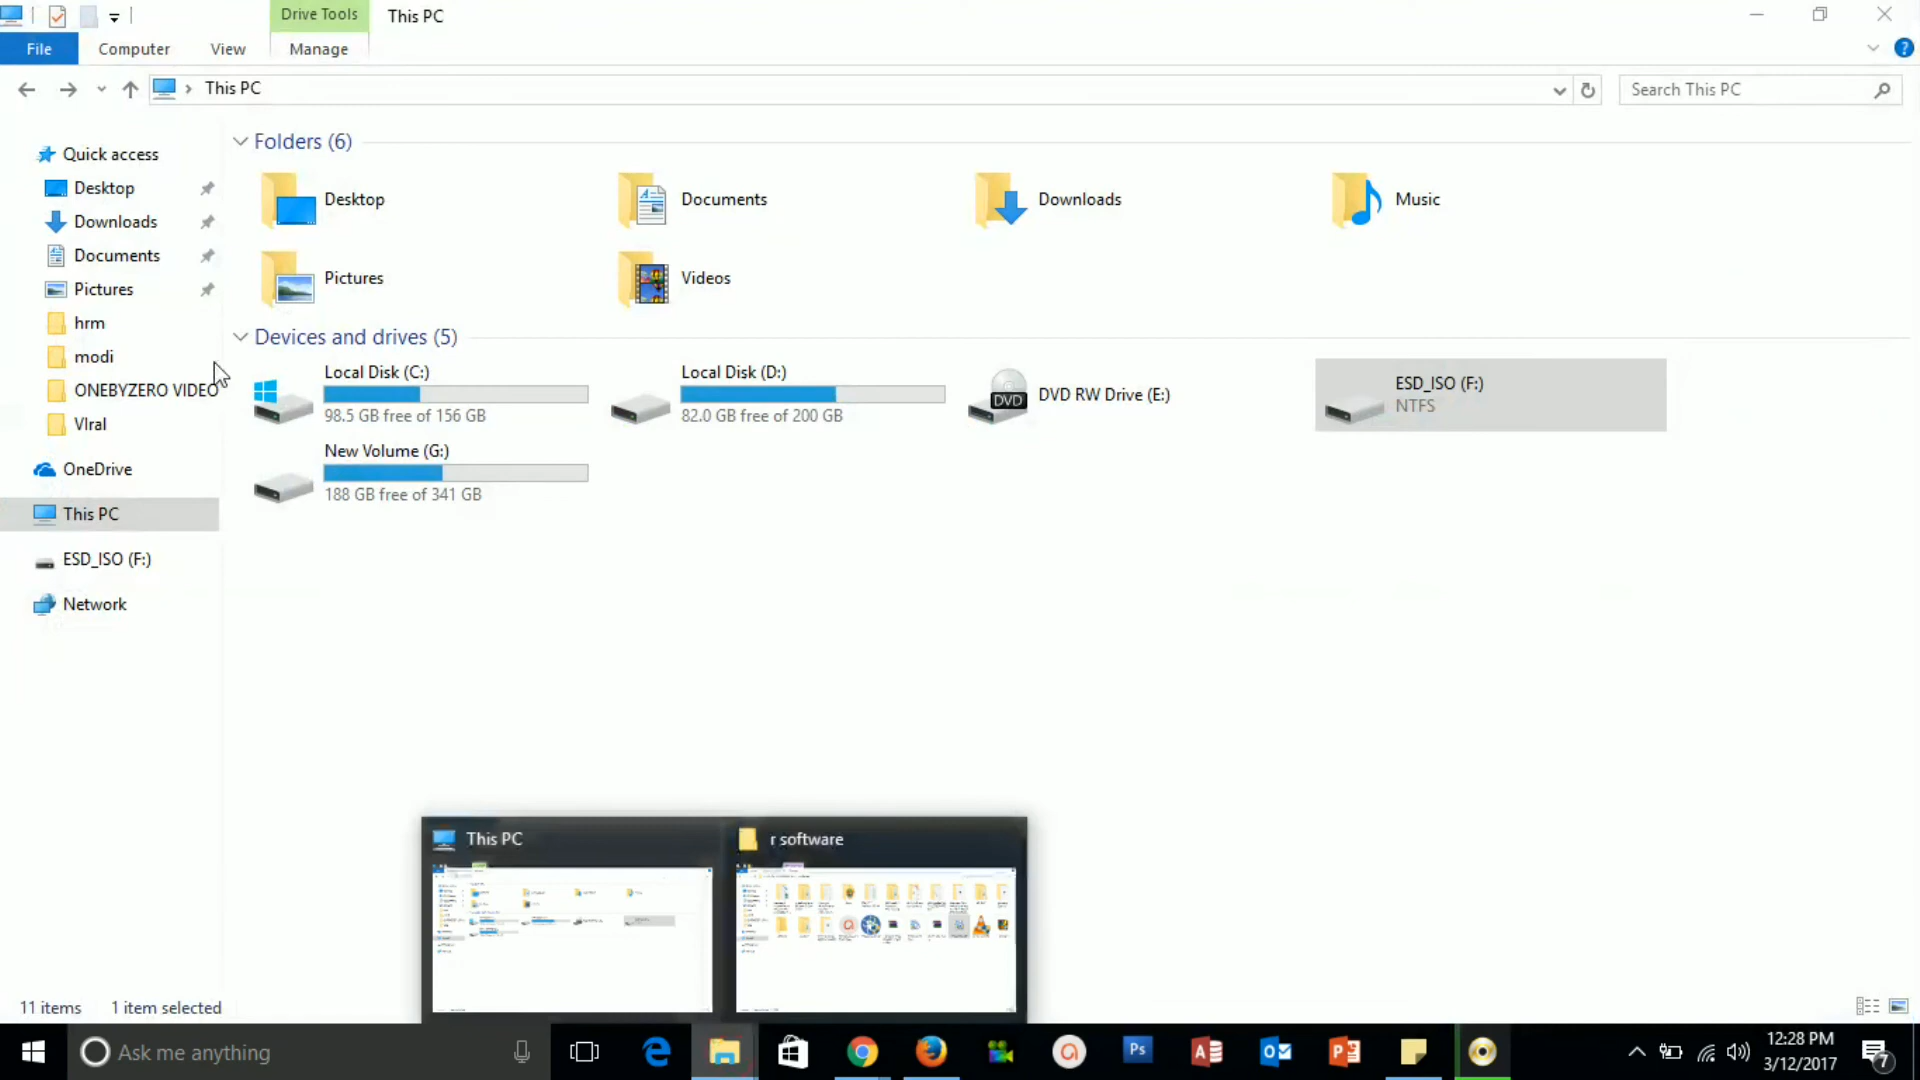 Drive Tools
This PC
File
Computer
View
Manage
This PC
Search This PC
Quick access
Desktop
Downloads
Documents
Pictures
hrm
modi
ONEBYZERO VIDEO
VIral
OneDrive
This PC
ESD_ISO (F:)
Network
Folders (6)
Desktop
Documents
Downloads
Music
Pictures
Videos
Devices and drives (5)
Local Disk (C:)
98.5 GB free of 156 GB
Local Disk (D:)
82.0 GB free of 200 GB
DVD
DVD RW Drive (E:)
ESD_ISO (F:)
NTFS
New Volume (G:)
188 GB free of 341 GB
This PC
r software
11 items
1 item selected
Ask me anything
Ps
12:28 PM
3/12/2017
7